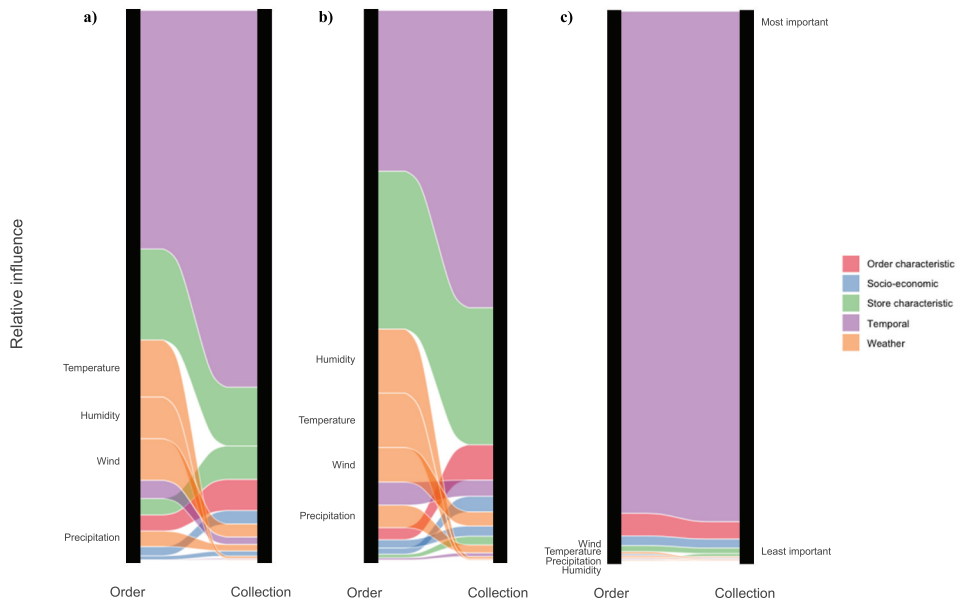 a)
b)
c)
Most important
Relative influence
Temperature
Humidity
Wind
Precipitation
Humidity
Temperature
Wind
Precipitation
Order characteristic
Socio-economic
Store characteristic
Temporal
Weather
Wind
Temperature
Precipitation
Humidity
Least important
Order
Collection
Order
Collection
Order
Collection